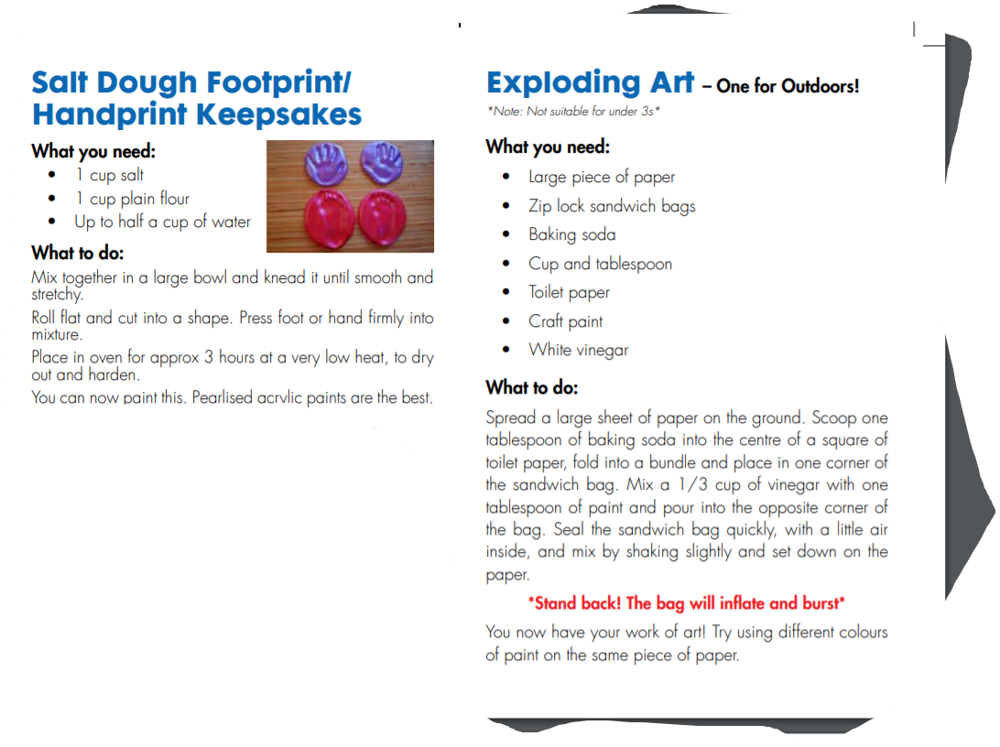 Salt Dough Footprint/
Handprint Keepsakes
What you need:
• 1 cup salt
• 1 cup plain flour
• Up to half a cup of water
What to do:
Mix together in a large bowl and knead it until smooth and
stretchy.
Roll flat and cut into a shape. Press foot or hand firmly into
mixture.
Place in oven for approx 3 hours at a very low heat, to dry
out and harden.
You can now paint this. Pearlised acrylic paints are the best.
Exploding Art – One for Outdoors!
*Note: Not suitable for under 3s*
What you need:
• Large piece of paper
• Zip lock sandwich bags
• Baking soda
• Cup and tablespoon
• Toilet paper
• Craft paint
• White vinegar
What to do:
Spread a large sheet of paper on the ground. Scoop one
tablespoon of baking soda into the centre of a square of
toilet paper, fold into a bundle and place in one corner of
the sandwich bag. Mix a 1/3 cup of vinegar with one
tablespoon of paint and pour into the opposite corner of
the bag. Seal the sandwich bag quickly, with a little air
inside, and mix by shaking slightly and set down on the
paper.
*Stand back! The bag will inflate and burst*
You now have your work of art! Try using different colours
of paint on the same piece of paper.